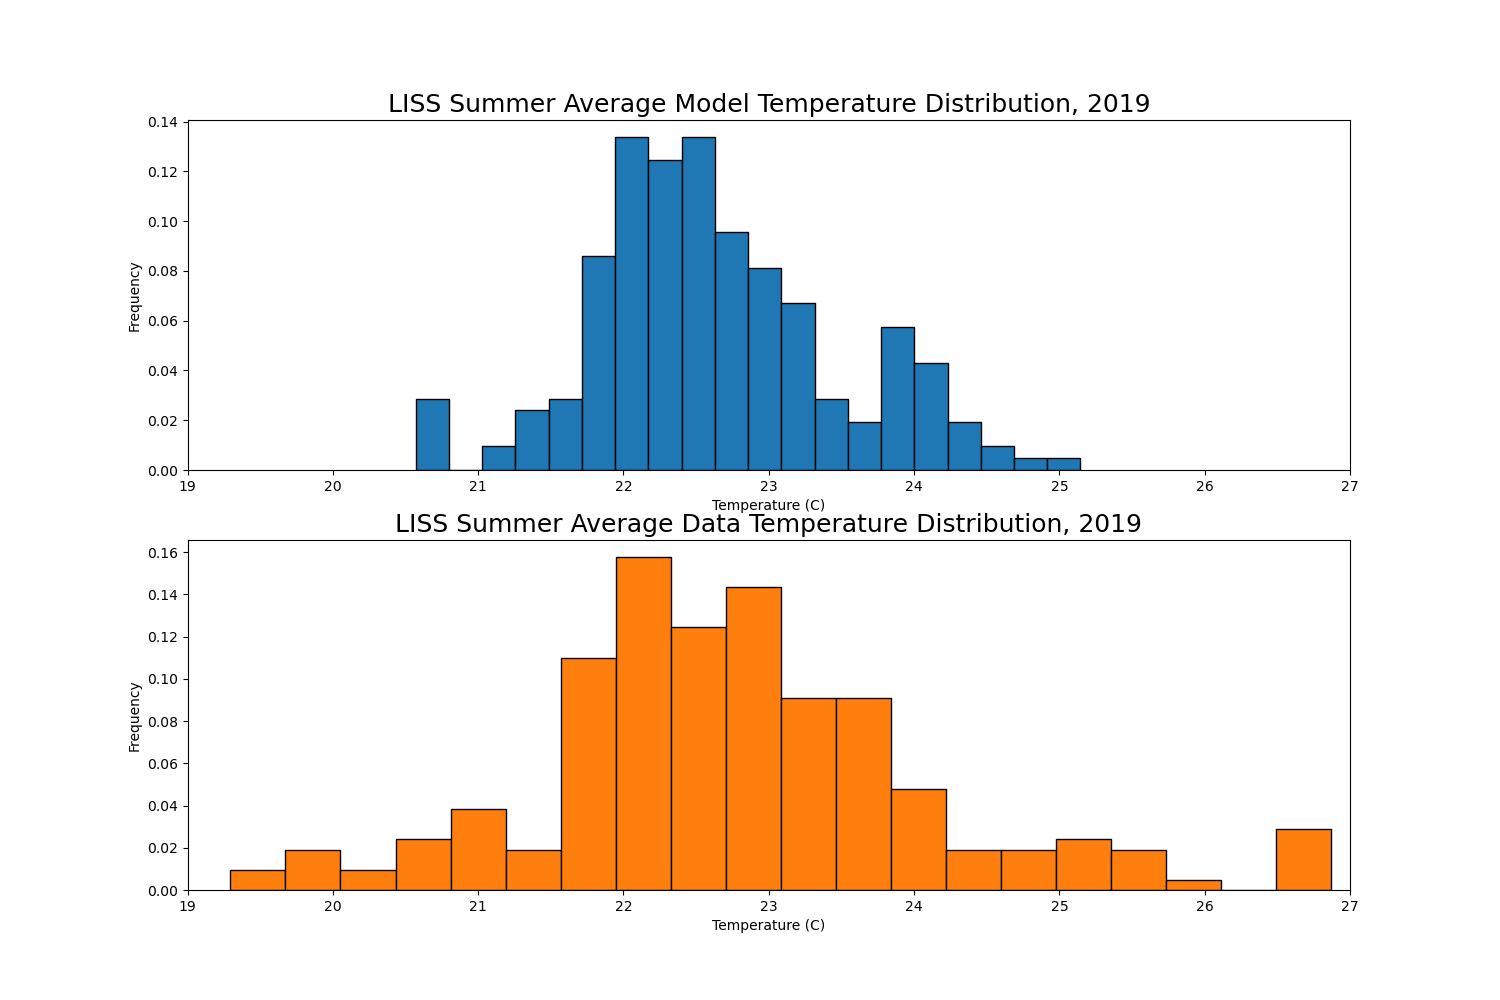 LISS Summer Average Model Temperature Distribution, 2019
0.14
0.12
0.10
0.08
0.06
0.04
0.02
0.00
Frequency
19 20 21 22 23 24 25 26 27
Temperature (C)
LISS Summer Average Data Temperature Distribution, 2019
0.16
0.14
0.12
0.10
0.08
0.06
0.04
0.02
0.00
Frequency
19 20 21 22 23 24 25 26 27
Temperature (C)